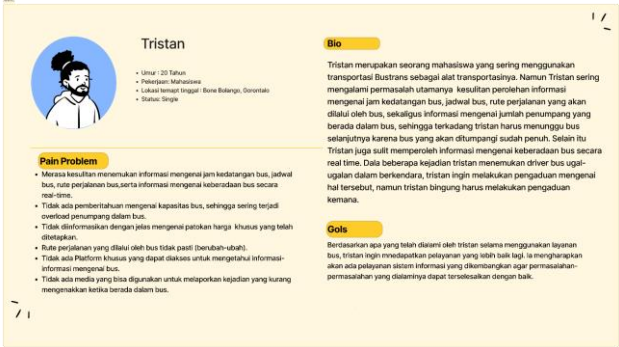 Tristan
• Umur : 20 Tahun
• Pekerjaan: Mahasiswa
• Lokasi temapt tinggal : Bone Bolango, Gorontalo
• Status: Single
Pain Problem
• Merasa kesulitan menemukan informasi mengenai jam kedatangan bus, jadwal
bus, rute perjalanan bus,serta informasi mengenai keberadaan bus secara
real-time.
• Tidak ada pemberitahuan mengenai kapasitas bus, sehingga sering terjadi
overload penumpang dalam bus.
• Tidak diinformasikan dengan jelas mengenai patokan harga khusus yang telah
ditetapkan.
• Rute perjalanan yang dilalui oleh bus tidak pasti (berubah-ubah).
• Tidak ada Platform khusus yang dapat diakses untuk mengetahui informasi-
informasi mengenai bus.
• Tidak ada media yang bisa digunakan untuk melaporkan kejadian yang kurang
mengenakkan ketika berada dalam bus.
Bio
Tristan merupakan seorang mahasiswa yang sering menggunakan
transportasi Bustrans sebagai alat transportasinya. Namun Tristan sering
mengalami permasalah utamanya kesulitan perolehan informasi
mengenai jam kedatangan bus, jadwal bus, rute perjalanan yang akan
dilalui oleh bus, sekaligus informasi mengenai jumlah penumpang yang
berada dalam bus, sehingga terkadang tristan harus menunggu bus
selanjutnya karena bus yang akan ditumpangi sudah penuh. Selain itu
Tristan juga sulit memperoleh informasi mengenai keberadaan bus secara
real time. Dala beberapa kejadian tristan menemukan driver bus ugal-
ugalan dalam berkendara, tristan ingin melakukan pengaduan mengenai
hal tersebut, namun tristan bingung harus melakukan pengaduan
kemana.
Gols
Berdasarkan apa yang telah dialami oleh tristan selama menggunakan layanan
bus, tristan ingin mnedapatkan pelayanan yang lebih baik lagi. Ia mengharapkan
akan ada pelayanan sistem informasi yang dikembangkan agar permasalahan-
permasalahan yang dialaminya dapat terselesaikan dengan baik.